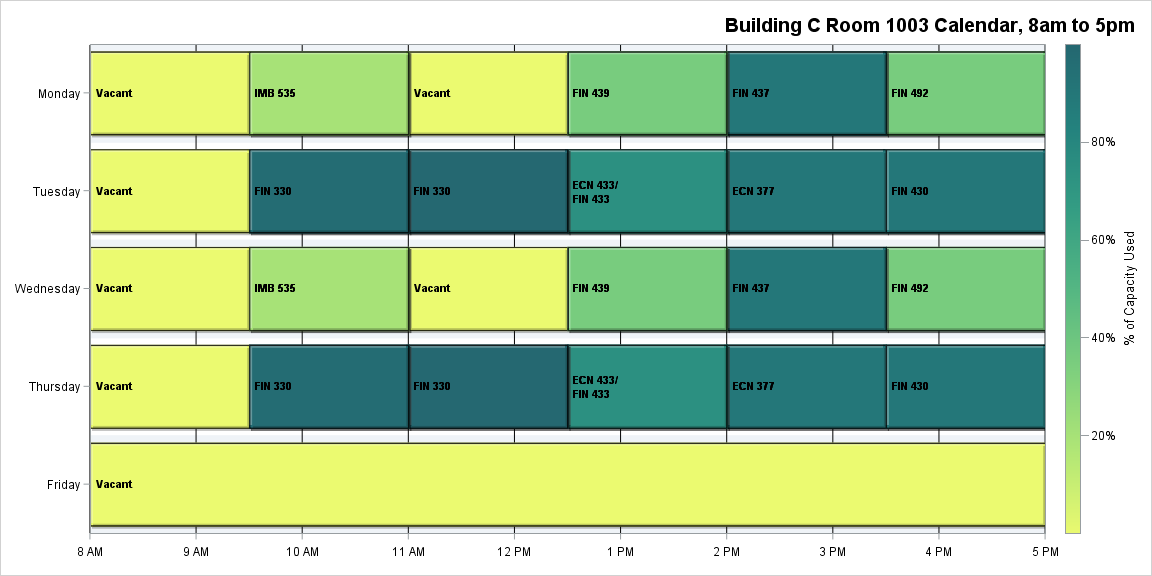 Building C Room 1003 Calendar, 8am to 5pm
Monday
Vacant
IMB 535
Vacant
FIN 439
FIN 437
FIN 492
Tuesday
Vacant
FIN 330
FIN 330
ECN 433/
FIN 433
ECN 377
FIN 430
Wednesday
Vacant
IMB 535
Vacant
FIN 439
FIN 437
FIN 492
Thursday
Vacant
FIN 330
FIN 330
ECN 433/
FIN 433
ECN 377
FIN 430
Friday
Vacant
8 AM
9 AM
10 AM
11 AM
12 PM
1 PM
2 PM
3 PM
4 PM
5 PM
80%
60%
40%
20%
% of Capacity Used